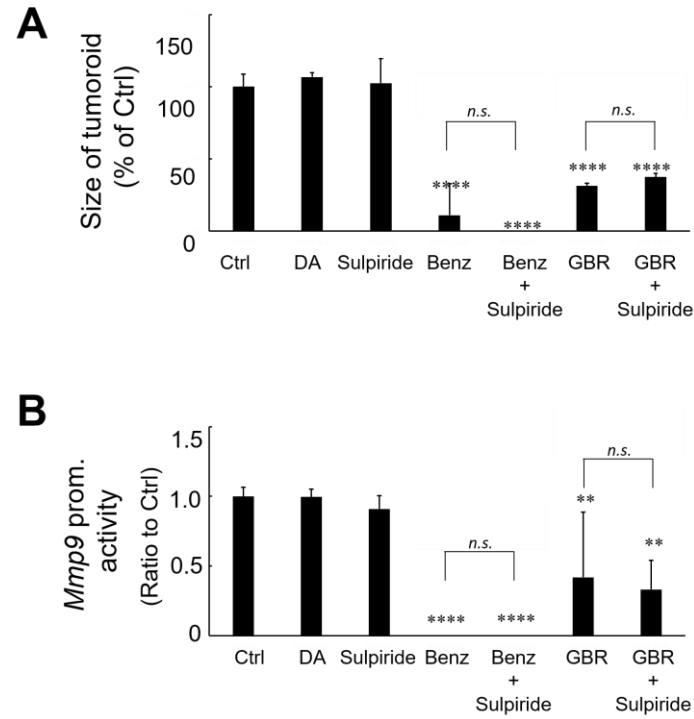 A
Size of tumoroid
(% of Ctrl)
150
100
50
0
n.s.
n.s.
****
****
****
****
Ctrl
DA
Sulpiride
Benz
Benz
+
Sulpiride
GBR
GBR
+
Sulpiride
B
Mmp9 prom.
activity
(Ratio to Ctrl)
1.5
1.0
0.5
0
n.s.
n.s.
****
****
**
**
Ctrl
DA
Sulpiride
Benz
Benz
+
Sulpiride
GBR
GBR
+
Sulpiride